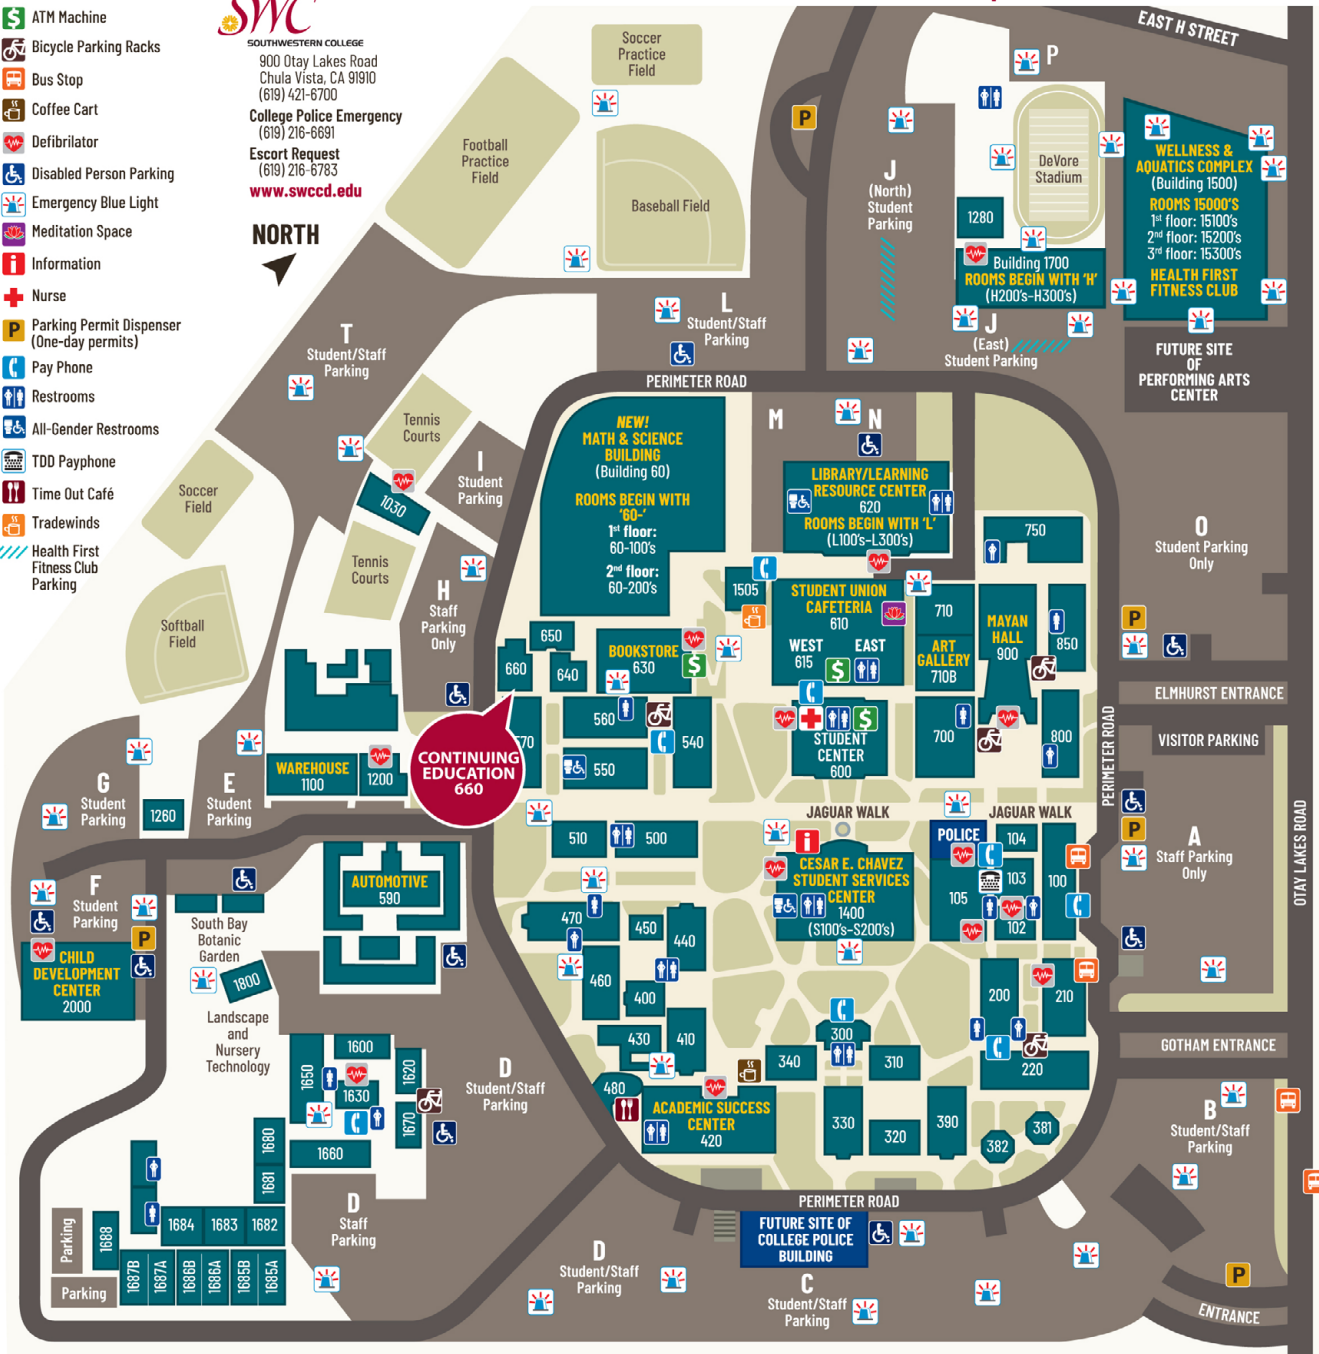 $ ATM Machine
Bicycle Parking Racks
Bus Stop
Coffee Cart
Defibrilator
Disabled Person Parking
Emergency Blue Light
Meditation Space
i Information
Nurse
P Parking Permit Dispenser
(One-day permits)
Pay Phone
Restrooms
All-Gender Restrooms
TDD Payphone
Time Out Café
Tradewinds
Health First
Fitness Club
Parking
SWC
SOUTHWESTERN COLLEGE
900 Otay Lakes Road
Chula Vista, CA 91910
(619) 421-6700
College Police Emergency
(619) 216-6691
Escort Request
(619) 216-6783
www.swccd.edu
NORTH
Soccer
Practice
Field
Football
Practice
Field
Baseball Field
EAST H STREET
P
P
DeVore
Stadium
J
(North)
Student
Parking
1280
Building 1700
ROOMS BEGIN WITH 'H'
(H200's-H300's)
J
(East)
Student Parking
WELLNESS &
AQUATICS COMPLEX
(Building 1500)
ROOMS 15000'S
1st floor: 15100's
2nd floor: 15200's
3rd floor: 15300's
HEALTH FIRST
FITNESS CLUB
FUTURE SITE
OF
PERFORMING ARTS
CENTER
T
Student/Staff
Parking
L
Student/Staff
Parking
PERIMETER ROAD
Tennis
Courts
I
Student
Parking
1030
Soccer
Field
Tennis
Courts
H
Staff
Parking
Only
Softball
Field
NEW!
MATH & SCIENCE
BUILDING
(Building 60)
ROOMS BEGIN WITH
'60-'
1st floor:
60-100's
2nd floor:
60-200's
M
N
LIBRARY/LEARNING
RESOURCE CENTER
620
ROOMS BEGIN WITH 'L'
(L100's-L300's)
750
O
Student Parking
Only
1505
STUDENT UNION
CAFETERIA
610
WEST
615
EAST
$
710
ART
GALLERY
710B
MAYAN
HALL
900
850
P
650
660
640
BOOKSTORE
630
$
ELMHURST ENTRANCE
560
540
70
550
CONTINUING
EDUCATION
660
$
STUDENT
CENTER
600
700
800
PERIMETER ROAD
VISITOR PARKING
WAREHOUSE
1100
1200
G
Student
Parking
1260
E
Student
Parking
JAGUAR WALK
JAGUAR WALK
510
500
POLICE
104
103
100
105
102
P
A
Staff Parking
Only
OTAY LAKES ROAD
i
CESAR E. CHAVEZ
STUDENT SERVICES
CENTER
1400
(S100's-S200's)
F
Student
Parking
P
AUTOMOTIVE
590
South Bay
Botanic
Garden
1800
Landscape
and
Nursery
Technology
CHILD
DEVELOPMENT
CENTER
2000
470
450
440
460
400
430
410
200
210
220
GOTHAM ENTRANCE
300
340
310
330
320
390
382
381
480
ACADEMIC SUCCESS
CENTER
420
1600
1650
1630
1620
1670
1660
D
Student/Staff
Parking
B
Student/Staff
Parking
1680
1681
1684
1683
1682
1688
Parking
Parking
1687B
1687A
1686B
1686A
1685B
1685A
D
Staff
Parking
PERIMETER ROAD
FUTURE SITE OF
COLLEGE POLICE
BUILDING
D
Student/Staff
Parking
C
Student/Staff
Parking
P
ENTRANCE